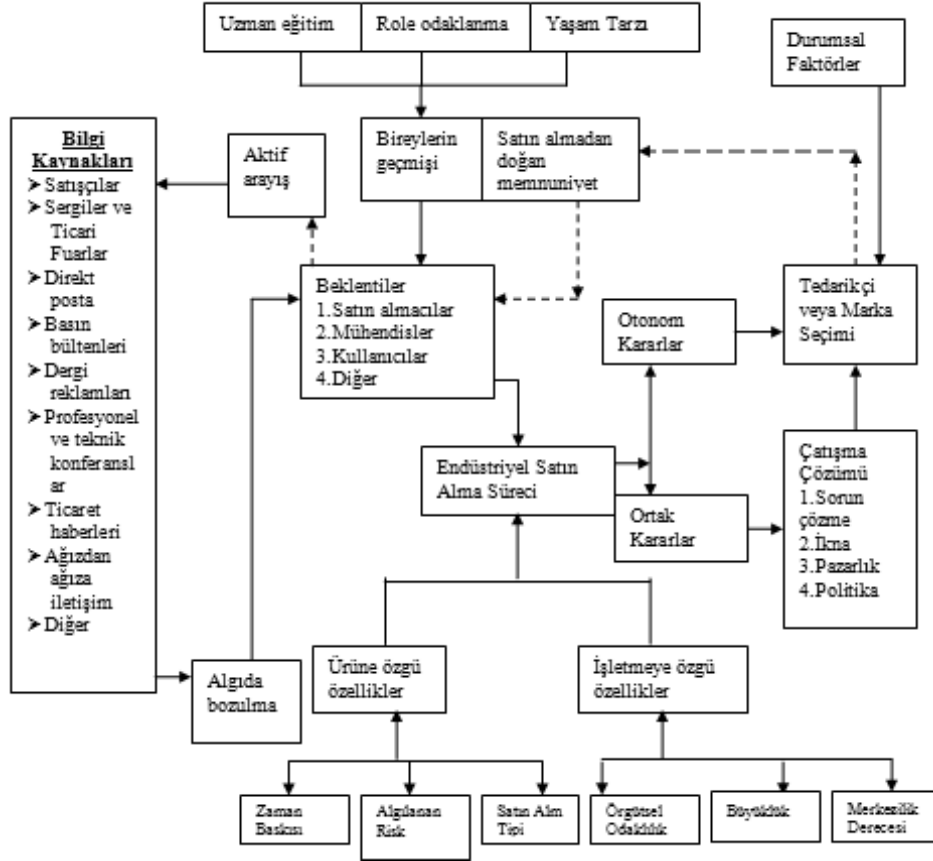 Uzman eğitim
Role odaklanma
Yaşam Tarzı
Durumsal
Faktörler
Bilgi
Kaynakları
➤ Satışçılar
➤ Sergiler ve
Ticari
Fuarlar
➤ Direkt
posta
➤ Basın
bültenleri
➤ Dergi
reklamları
➤ Profesyonel
ve teknik
konferansl
ar
➤ Ticaret
haberleri
➤ Ağızdan
ağıza
iletişim
➤ Diğer
Aktif
arayış
Bireylerin
geçmişi
Satın almadan
doğan
memnuniyet
Beklentiler
1.Satın almacılar
2.Mühendisler
3.Kullanıcılar
4.Diğer
Otonom
Kararlar
Tedarikçi
veya Marka
Seçimi
Endüstriyel Satın
Alma Süreci
Ortak
Kararlar
Çatışma
Çözümü
1.Sorun
çözme
2.İkna
3.Pazarlık
4.Politika
Algıda
bozulma
Ürüne özgü
özellikler
İşletmeye özgü
özellikler
Zaman
Baskısı
Algılanan
Risk
Satın Alm
Tipi
Örgütsel
Odaklılık
Büyüklük
Merkezilik
Derecesi